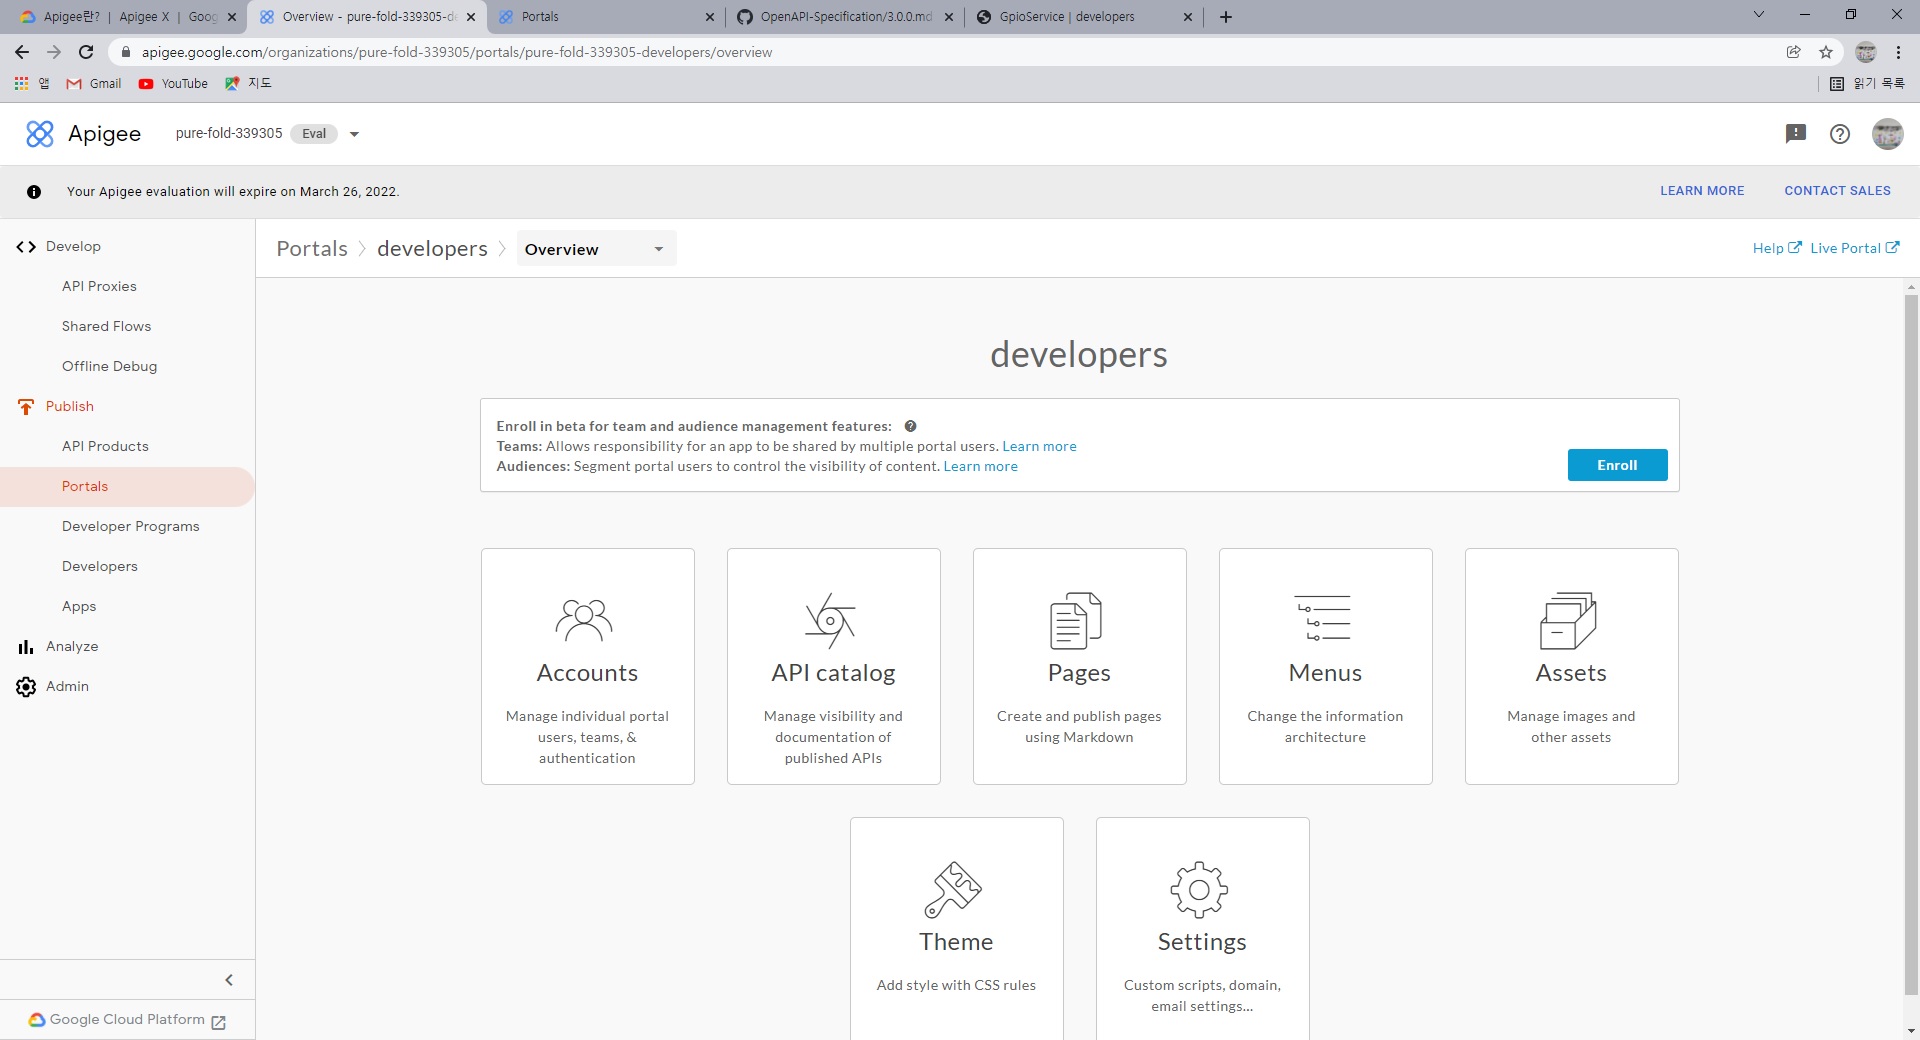 Apigee란? | Apigee X | Goog
Overview - pure-fold-339305-de
Portals
OpenAPI-Specification/3.0.0.md
GpioService | developers
apigee.google.com/organizations/pure-fold-339305/portals/pure-fold-339305-developers/overview
앱
Gmail
YouTube
지도
읽기 목록
Apigee
pure-fold-339305
Eval
Your Apigee evaluation will expire on March 26, 2022.
LEARN MORE
CONTACT SALES
Develop
API Proxies
Shared Flows
Offline Debug
Publish
API Products
Portals
Developer Programs
Developers
Apps
Analyze
Admin
Google Cloud Platform
Portals
developers
Overview
Help
Live Portal
developers
Enroll in beta for team and audience management features:
Teams: Allows responsibility for an app to be shared by multiple portal users. Learn more
Audiences: Segment portal users to control the visibility of content. Learn more
Enroll
Accounts
Manage individual portal
users, teams, &
authentication
API catalog
Manage visibility and
documentation of
published APIs
Pages
Create and publish pages
using Markdown
Menus
Change the information
architecture
Assets
Manage images and
other assets
Theme
Add style with CSS rules
Settings
Custom scripts, domain,
email settings...